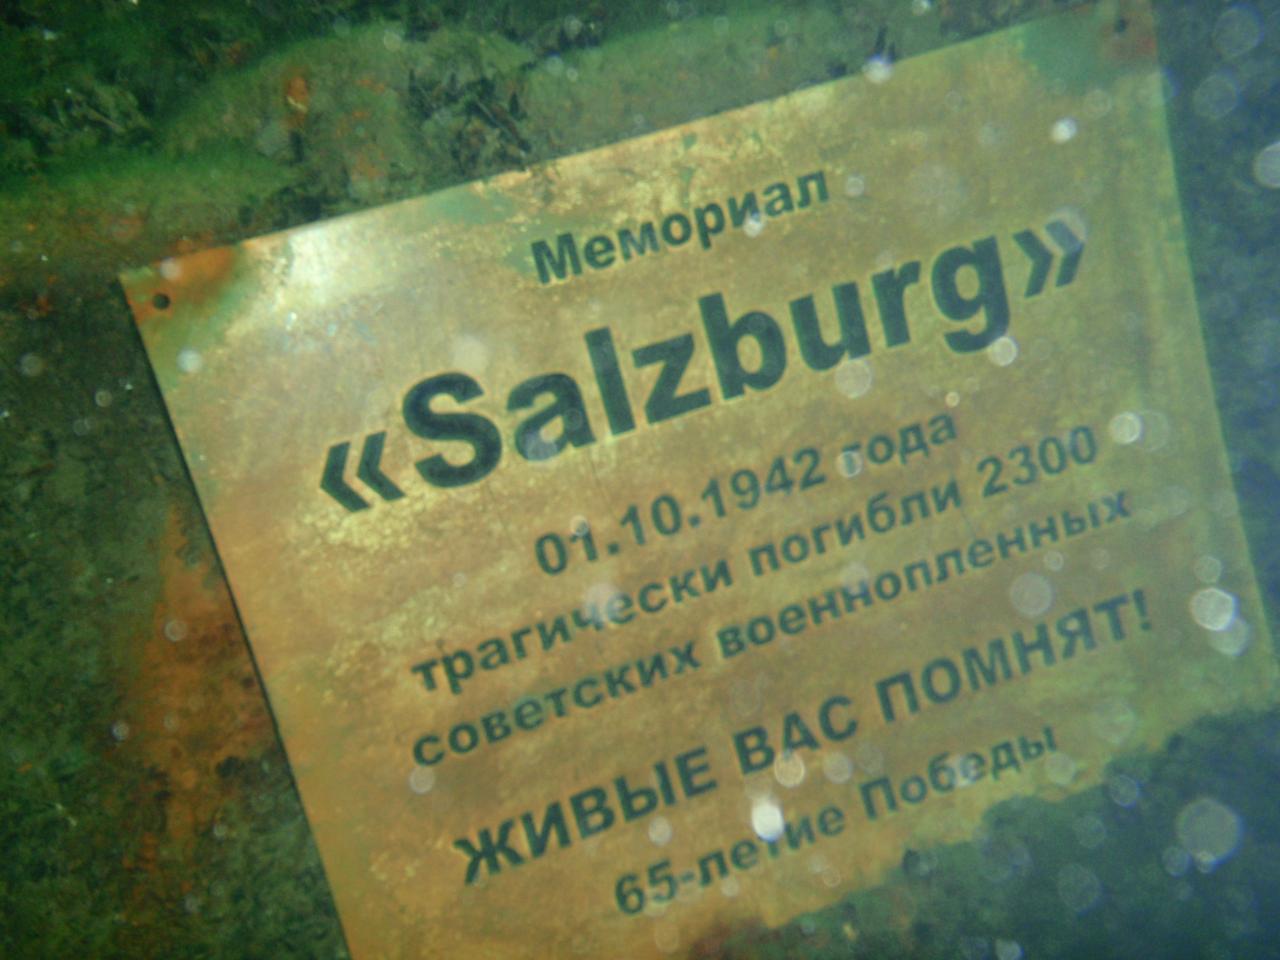 Мемориал
«Salzburg»
01.10.1942 года
трагически погибли 2300
советских военнопленных
ЖИВЫЕ ВАС ПОМНЯТ!
65-летие Победы